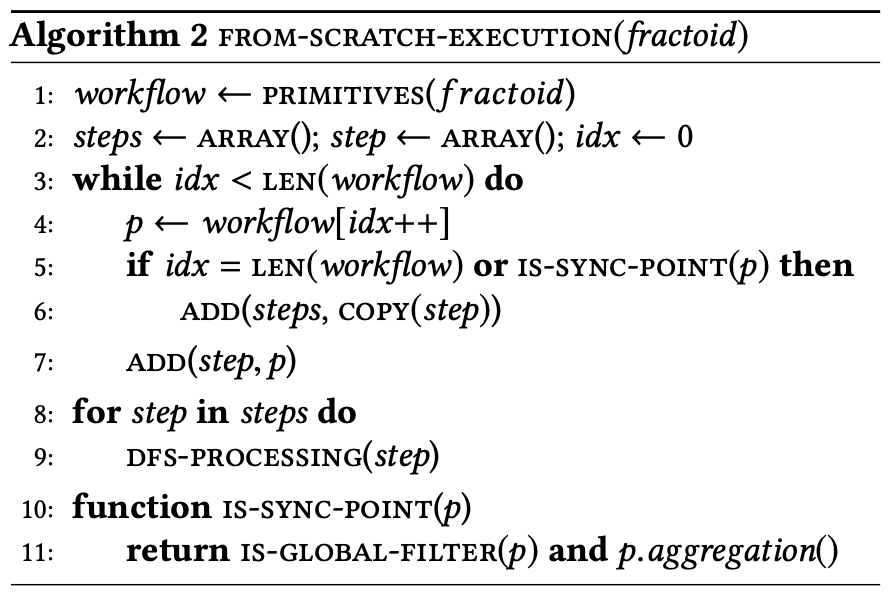 Algorithm 2 FROM-SCRATCH-EXECUTION(fractoid)
1: workflow ← PRIMITIVES(fractoid)
2: steps ← ARRAY(); step ← ARRAY(); idx ← 0
3: while idx < LEN(workflow) do
4: p ← workflow[idx++]
5: if idx = LEN(workflow) or IS-SYNC-POINT(p) then
6: ADD(steps, COPY(step))
7: ADD(step, p)
8: for step in steps do
9: DFS-PROCESSING(step)
10: function IS-SYNC-POINT(p)
11: return IS-GLOBAL-FILTER(p) and p.aggregation()